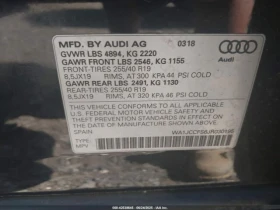 MFD. BY AUDI AG 0318
GVWR LBS 4894, KG 2220
GAWR FRONT LBS 2546, KG 1155
FRONT-TIRES 255/40 R19
8,5JX19 RIMS, AT 300 KPA 44 PSI COLD
GAWR REAR LBS 2491, KG 1130
REAR-TIRES 255/40 R19
8,5JX19 RIMS, AT 320 KPA 46 PSI COLD
Audi
THIS VEHICLE CONFORMS TO ALL APPLICABLE
U.S. FEDERAL MOTOR VEHICLE SAFETY
AND THEFT PREVENTION STANDARDS IN EFFECT
ON THE DATE OF MANUFACTURE SHOWN ABOVE.